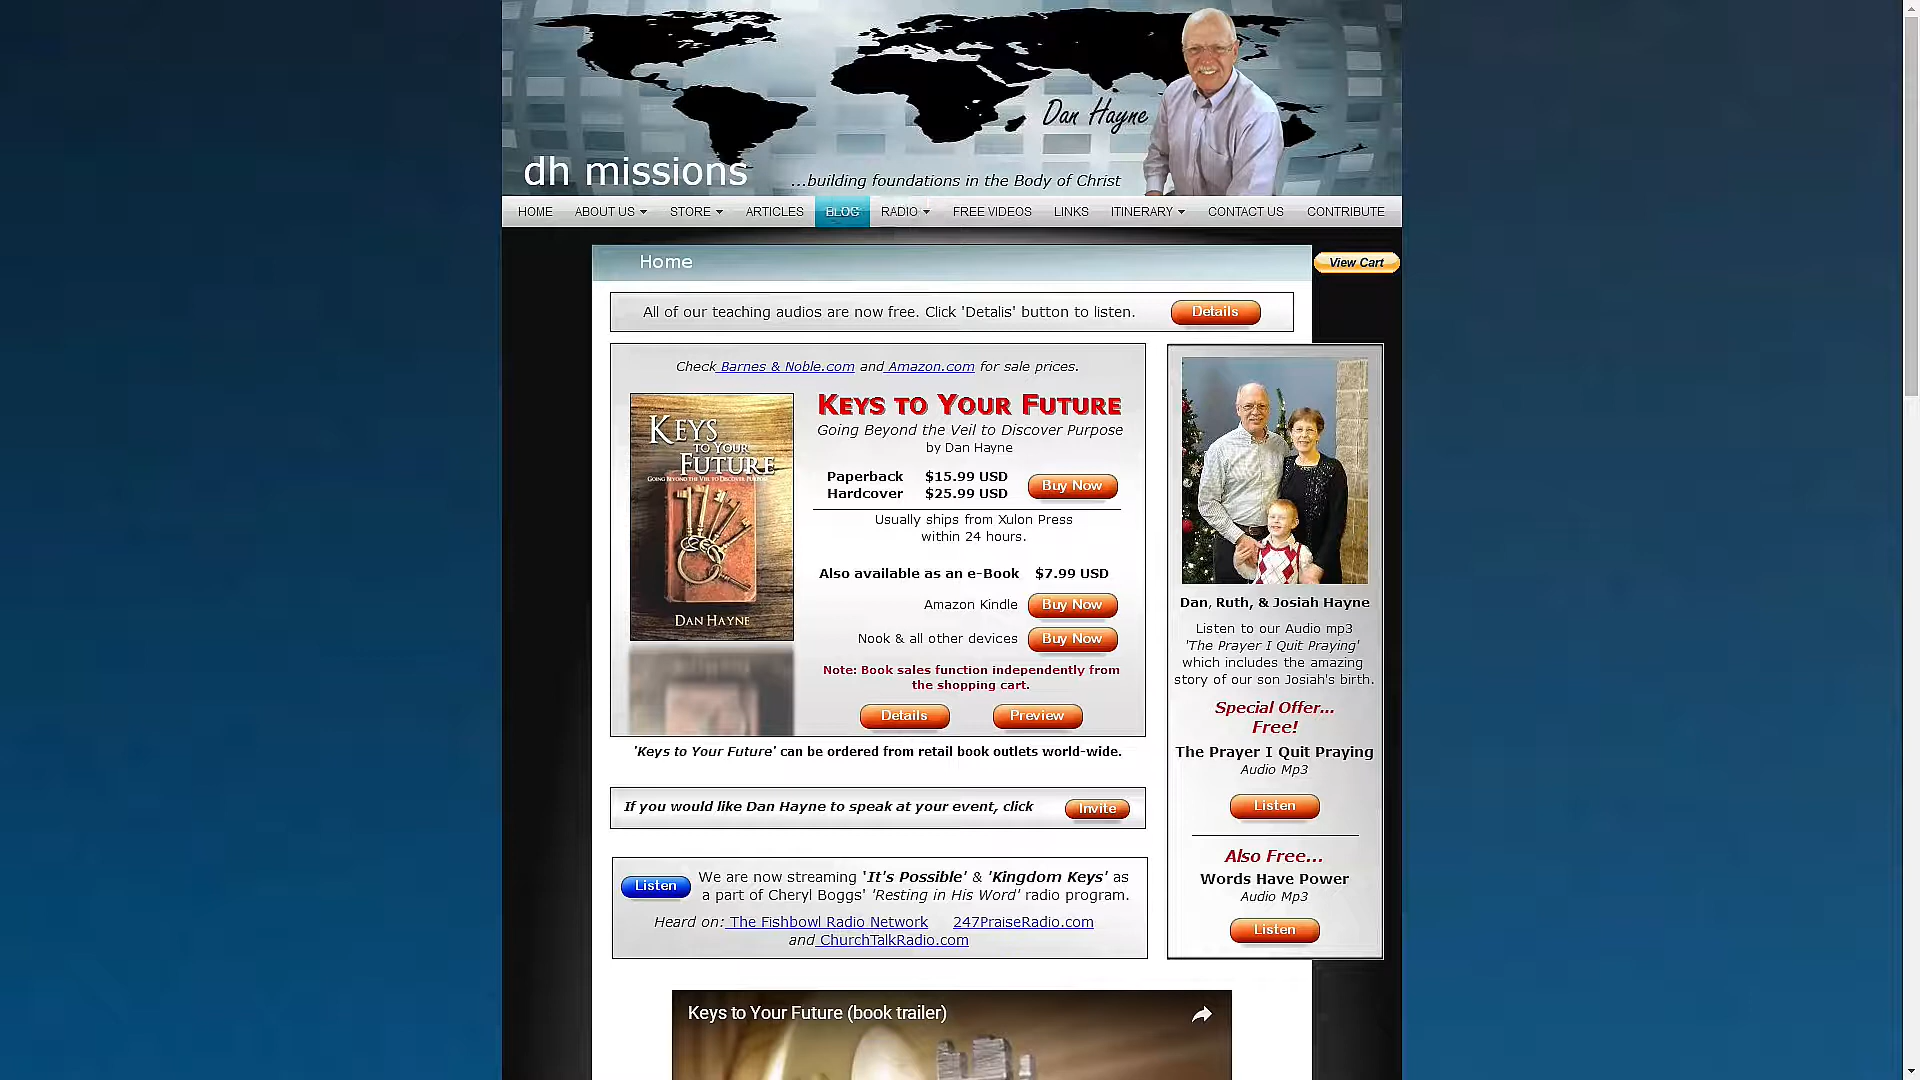 Dan Hayne
dh missions
...building foundations in the Body of Christ
HOME ABOUT US STORE ARTICLES BLOG RADIO FREE VIDEOS LINKS ITINERARY CONTACT US CONTRIBUTE
Home
View Cart
All of our teaching audios are now free. Click 'Detalis' button to listen.
Details
Check Barnes & Noble.com and Amazon.com for sale prices.
KEYS
TO YOUR
FUTURE
GOING BEYOND THE VEIL TO DISCOVER PURPOSE
DAN HAYNE
KEYS TO YOUR FUTURE
Going Beyond the Veil to Discover Purpose
by Dan Hayne
Paperback $15.99 USD
Hardcover $25.99 USD
Buy Now
Usually ships from Xulon Press
within 24 hours.
Also available as an e-Book $7.99 USD
Amazon Kindle Buy Now
Nook & all other devices Buy Now
Note: Book sales function independently from
the shopping cart.
Details Preview
'Keys to Your Future' can be ordered from retail book outlets world-wide.
If you would like Dan Hayne to speak at your event, click Invite
Listen
We are now streaming 'It's Possible' & 'Kingdom Keys' as
a part of Cheryl Boggs' 'Resting in His Word' radio program.
Heard on: The Fishbowl Radio Network 247PraiseRadio.com
and ChurchTalkRadio.com
Dan, Ruth, & Josiah Hayne
Listen to our Audio mp3
'The Prayer I Quit Praying'
which includes the amazing
story of our son Josiah's birth.
Special Offer...
Free!
The Prayer I Quit Praying
Audio Mp3
Listen
Also Free...
Words Have Power
Audio Mp3
Listen
Keys to Your Future (book trailer)